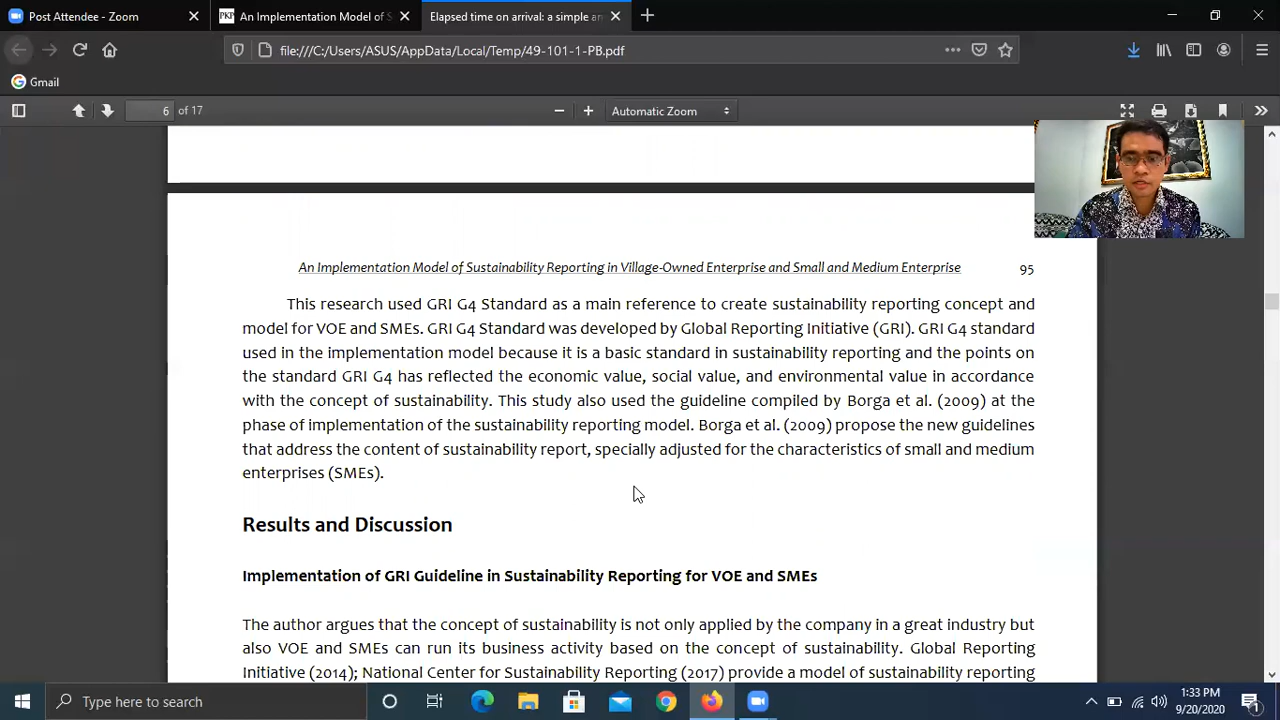 Post Attendee - Zoom
PKP An Implementation Model of S
Elapsed time on arrival: a simple an
file:///C:/Users/ASUS/AppData/Local/Temp/49-101-1-PB.pdf
Gmail
6 of 17
Automatic Zoom
An Implementation Model of Sustainability Reporting in Village-Owned Enterprise and Small and Medium Enterprise 95
This research used GRI G4 Standard as a main reference to create sustainability reporting concept and
model for VOE and SMEs. GRI G4 Standard was developed by Global Reporting Initiative (GRI). GRI G4 standard
used in the implementation model because it is a basic standard in sustainability reporting and the points on
the standard GRI G4 has reflected the economic value, social value, and environmental value in accordance
with the concept of sustainability. This study also used the guideline compiled by Borga et al. (2009) at the
phase of implementation of the sustainability reporting model. Borga et al. (2009) propose the new guidelines
that address the content of sustainability report, specially adjusted for the characteristics of small and medium
enterprises (SMEs).
Results and Discussion
Implementation of GRI Guideline in Sustainability Reporting for VOE and SMEs
The author argues that the concept of sustainability is not only applied by the company in a great industry but
also VOE and SMEs can run its business activity based on the concept of sustainability. Global Reporting
Initiative (2014); National Center for Sustainability Reporting (2017) provide a model of sustainability reporting
Type here to search
1:33 PM
9/20/2020
1